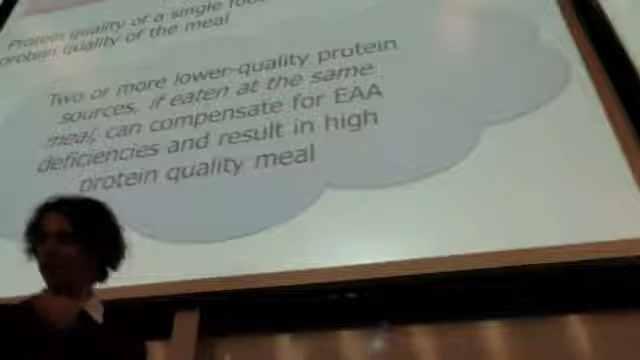 Protein quality of a single food
protein quality of the meal
Two or more lower-quality protein
sources, if eaten at the same
meal, can compensate for EAA
deficiencies and result in high
protein quality meal